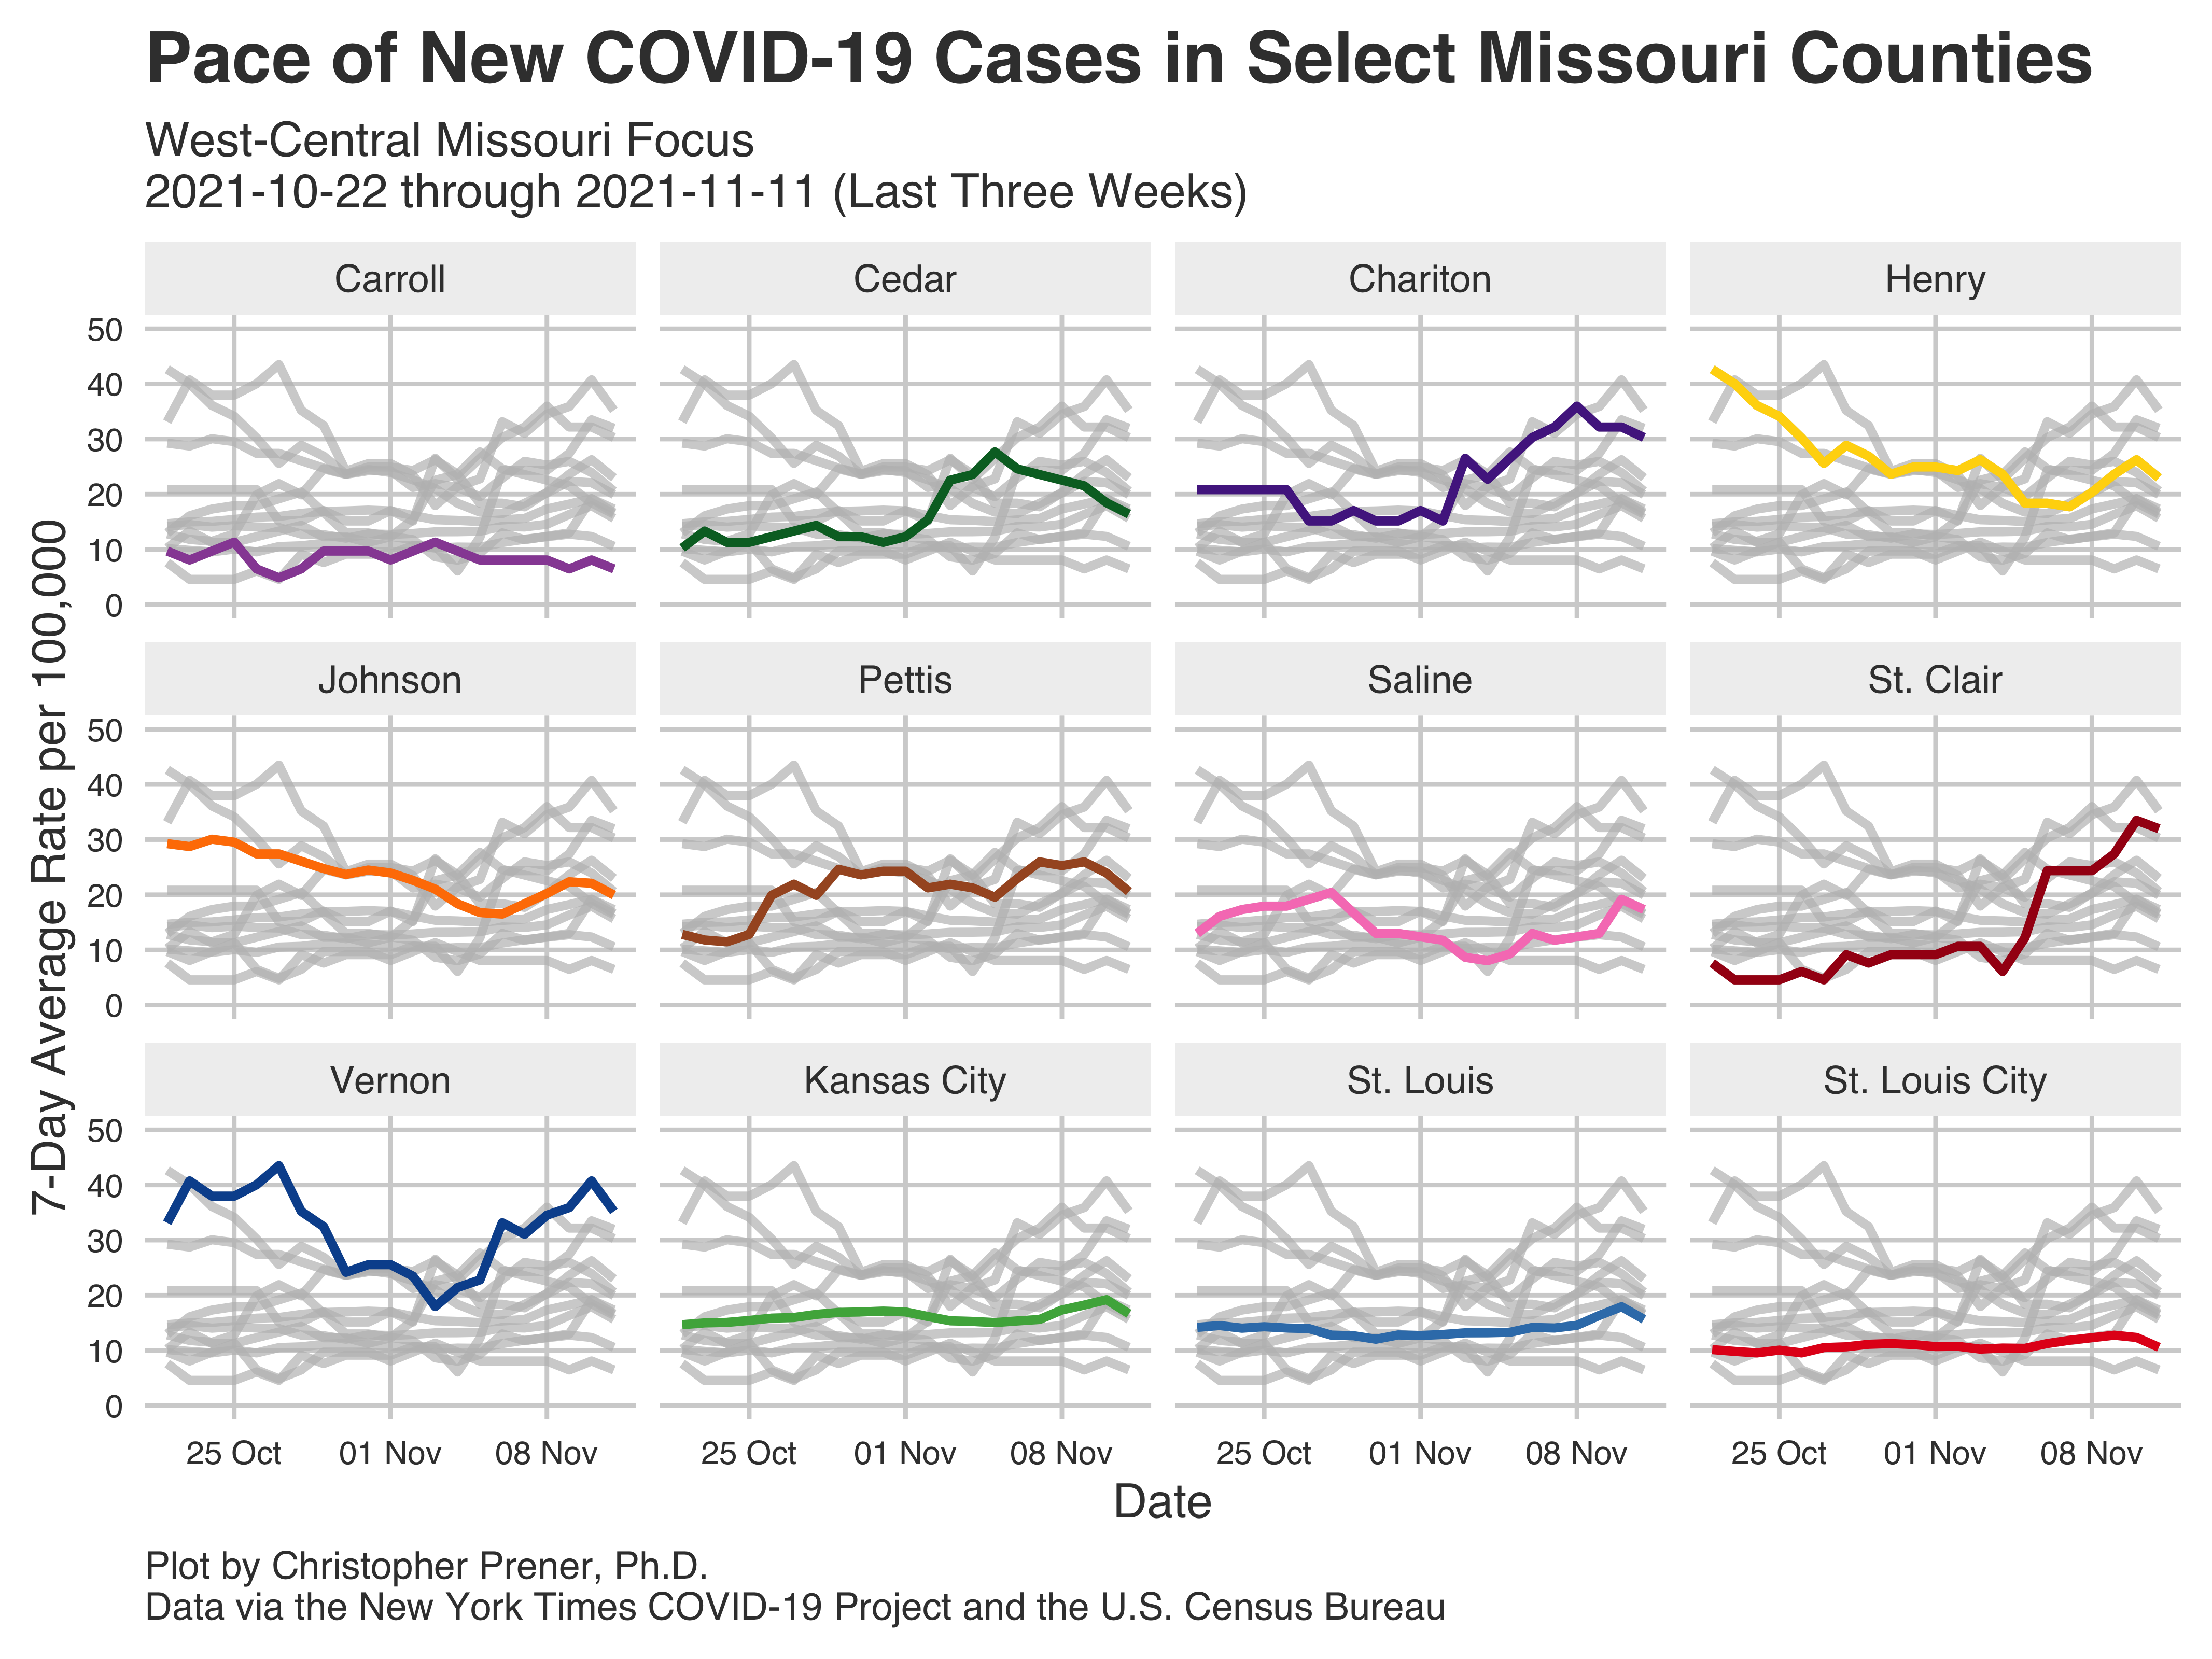 Pace of New COVID-19 Cases in Select Missouri Counties
West-Central Missouri Focus
2021-10-22 through 2021-11-11 (Last Three Weeks)
7-Day Average Rate per 100,000
Carroll
Cedar
Chariton
Henry
50
40
30
20
10
0
Johnson
Pettis
Saline
St. Clair
50
40
30
20
10
0
Vernon
Kansas City
St. Louis
St. Louis City
50
40
30
20
10
0
25 Oct
01 Nov
08 Nov
25 Oct
01 Nov
08 Nov
25 Oct
01 Nov
08 Nov
25 Oct
01 Nov
08 Nov
Date
Plot by Christopher Prener, Ph.D.
Data via the New York Times COVID-19 Project and the U.S. Census Bureau